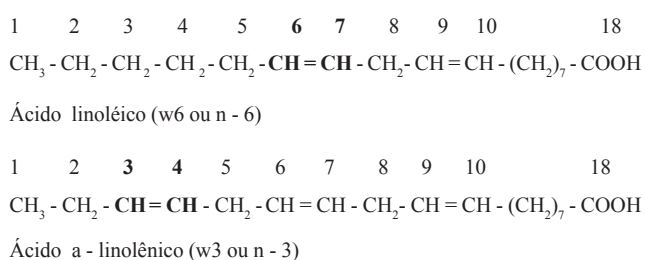 1 2 3 4 5 6 7 8 9 10 18
CH₃ - CH₂ - CH₂ - CH₂ - CH₂ - CH = CH - CH₂ - CH = CH - (CH₂)₇ - COOH
Ácido linoléico (w6 ou n - 6)
1 2 3 4 5 6 7 8 9 10 18
CH₃ - CH₂ - CH = CH - CH₂ - CH = CH - CH₂- CH = CH - (CH₂)₇ - COOH
Ácido a - linolênico (w3 ou n - 3)